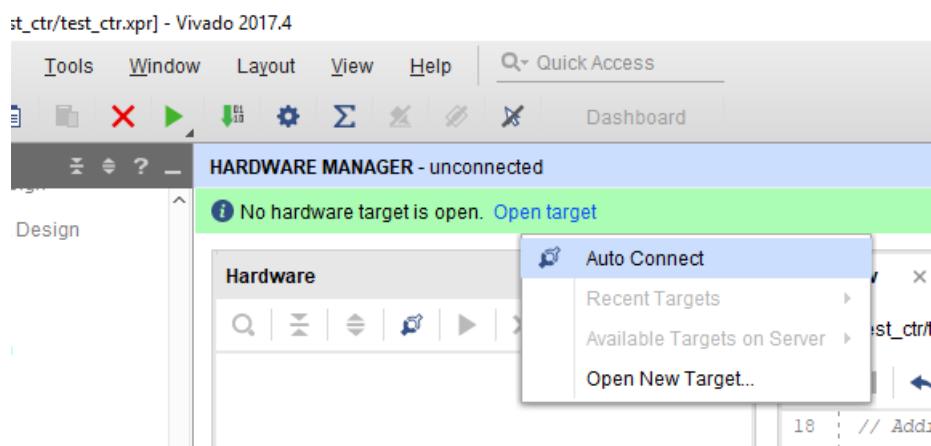 st_ctr/test_ctr.xpr] - Vivado 2017.4
Tools Window Layout View Help Quick Access
Dashboard
? HARDWARE MANAGER - unconnected
No hardware target is open. Open target
Design
Auto Connect
Hardware
Recent Targets
Available Targets on Server
st_ctr/t
Open New Target...
18 // Addi